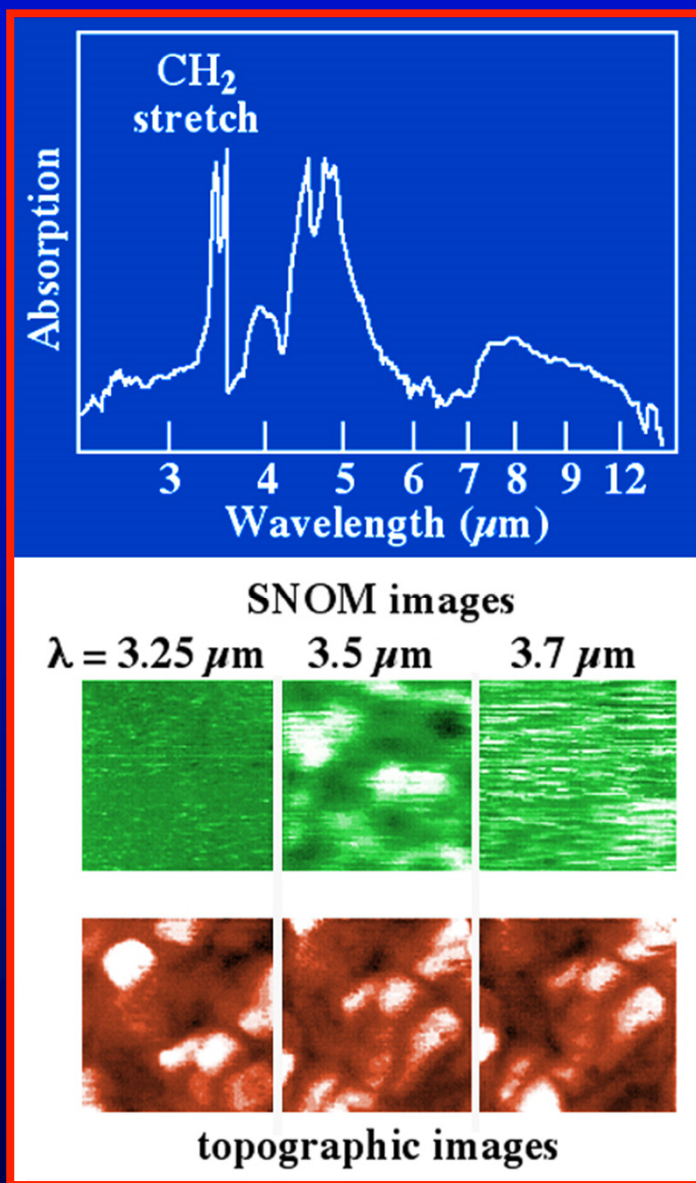 CH₂
stretch
Absorption
3 4 5 6 7 8 9 12
Wavelength (µm)
SNOM images
λ = 3.25 µm 3.5 µm 3.7 µm
topographic images